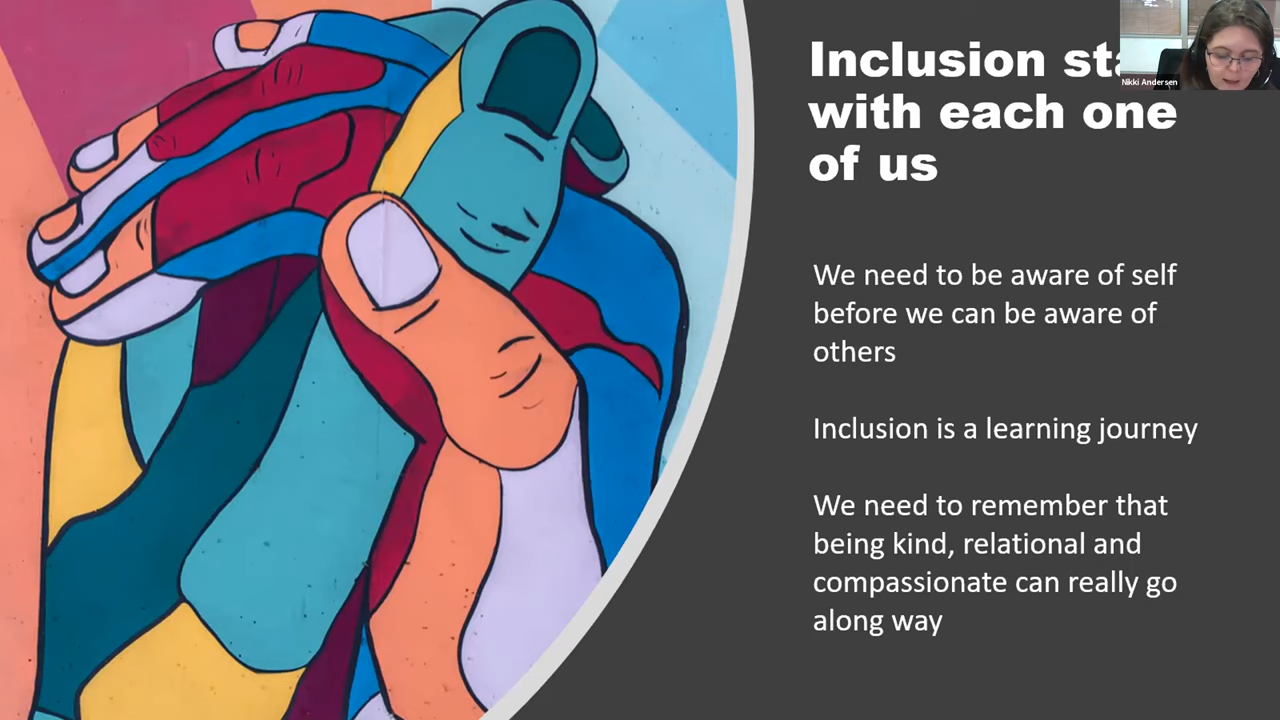 Inclusion
with each one
of us
Nikki Andersen
We need to be aware of self
before we can be aware of
others
Inclusion is a learning journey
We need to remember that
being kind, relational and
compassionate can really go
along way